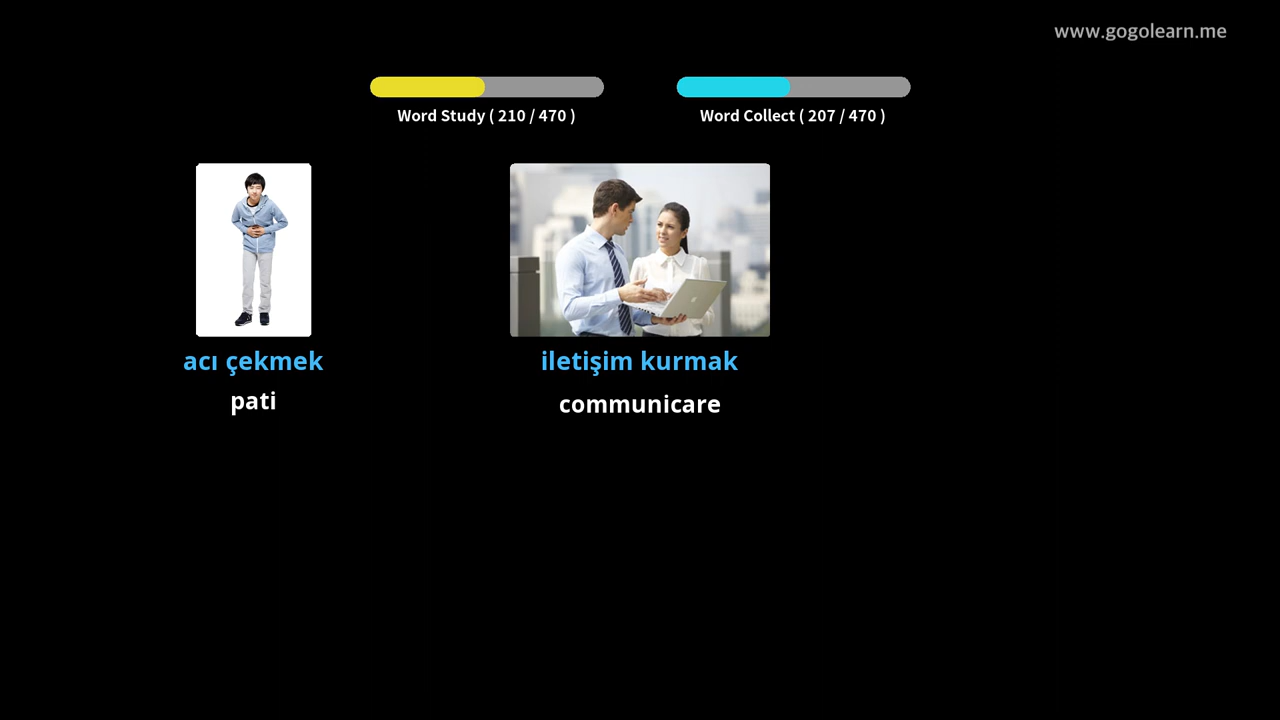 www.gogolearn.me
Word Study ( 210 / 470 )
Word Collect ( 207 / 470 )
acı çekmek
pati
iletişim kurmak
communicare